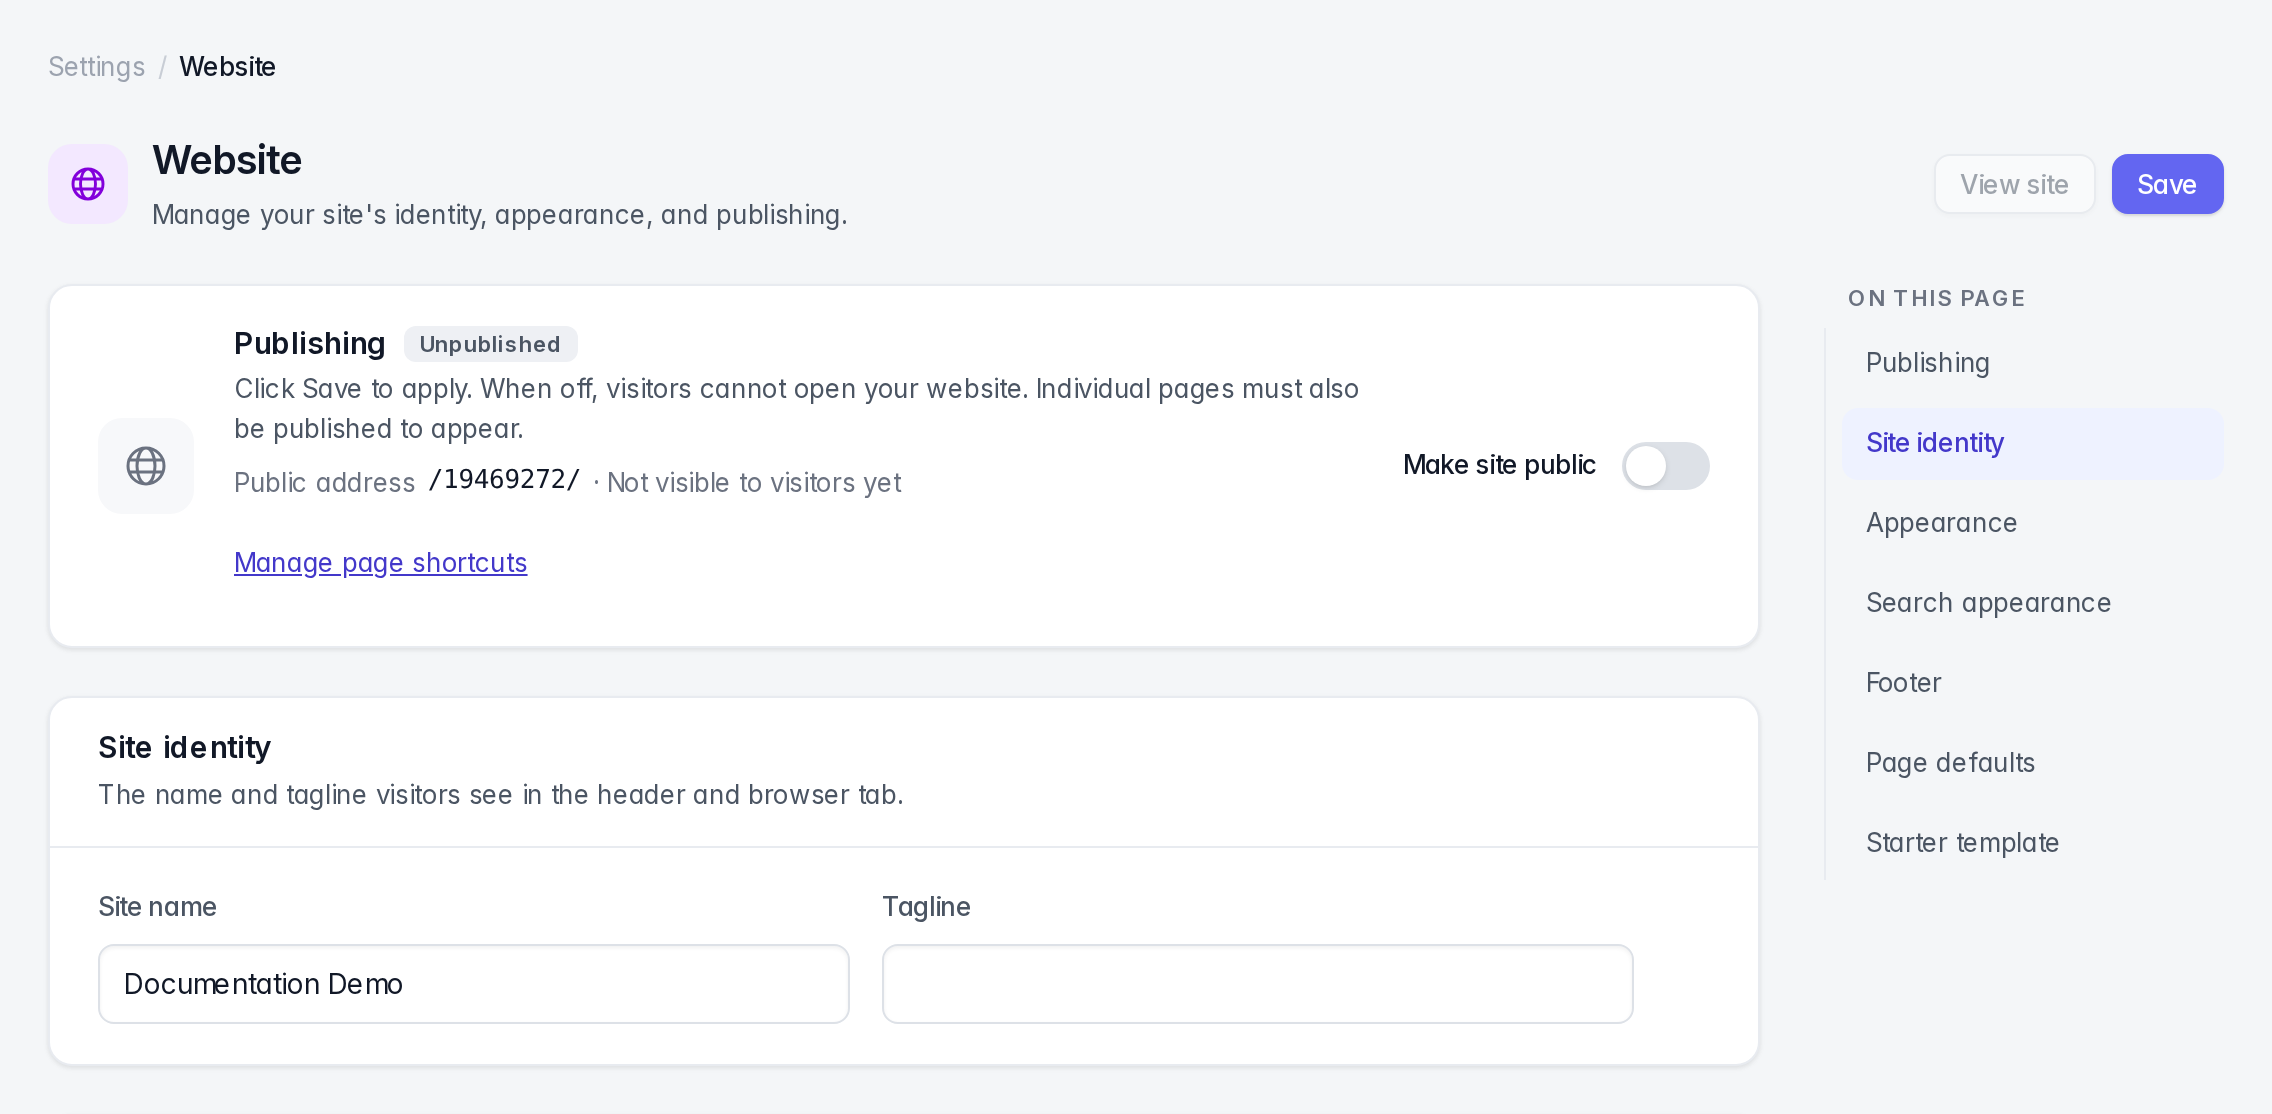 Settings / Website
Website
Manage your site's identity, appearance, and publishing.
View site
Save
Publishing
Unpublished
Click Save to apply. When off, visitors cannot open your website. Individual pages must also
be published to appear.
Public address /19469272/ · Not visible to visitors yet
Manage page shortcuts
Make site public
Site identity
The name and tagline visitors see in the header and browser tab.
Site name
Documentation Demo
Tagline
ON THIS PAGE
Publishing
Site identity
Appearance
Search appearance
Footer
Page defaults
Starter template